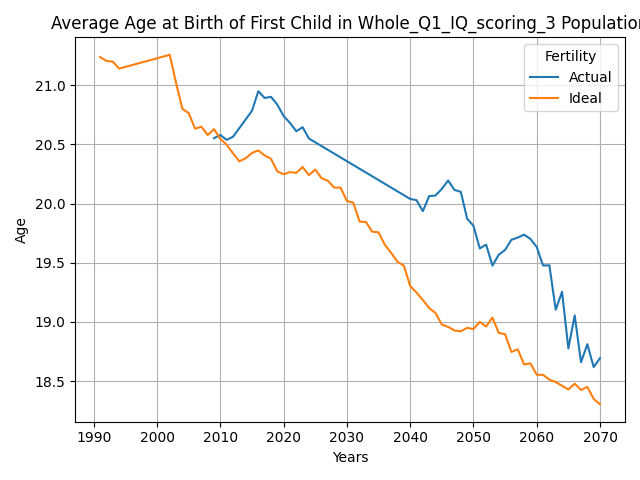 Average Age at Birth of First Child in Whole_Q1_IQ_scoring_3 Population
Fertility
Actual
Ideal
Age
21.0
20.5
20.0
19.5
19.0
18.5
1990 2000 2010 2020 2030 2040 2050 2060 2070
Years